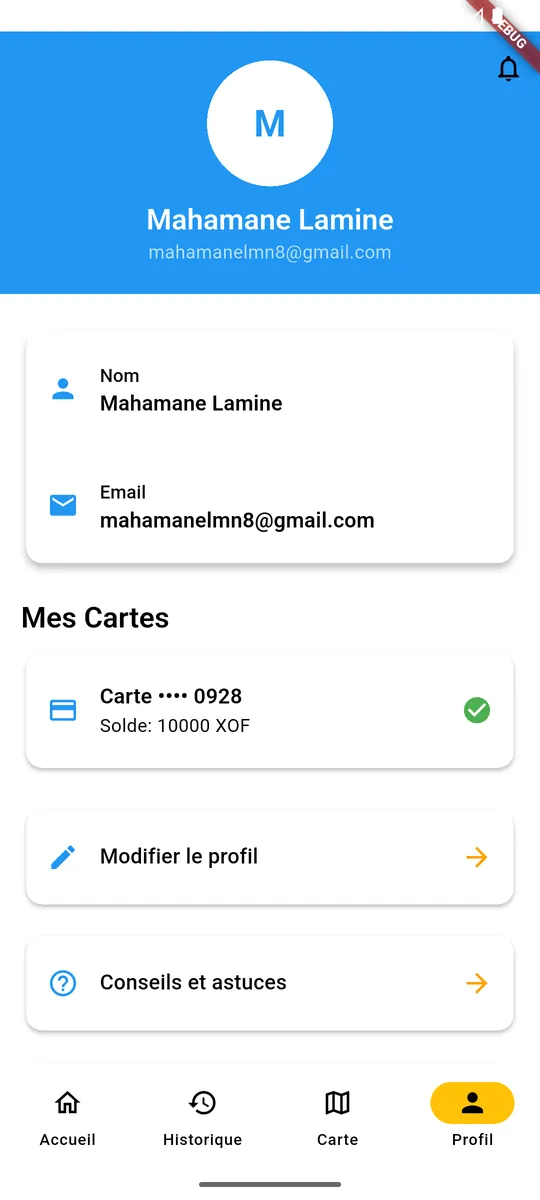 DEBUG
M
Mahamane Lamine
mahamanelmn8@gmail.com
Nom
Mahamane Lamine
Email
mahamanelmn8@gmail.com
Mes Cartes
Carte •••• 0928
Solde: 10000 XOF
Modifier le profil
Conseils et astuces
Accueil
Historique
Carte
Profil